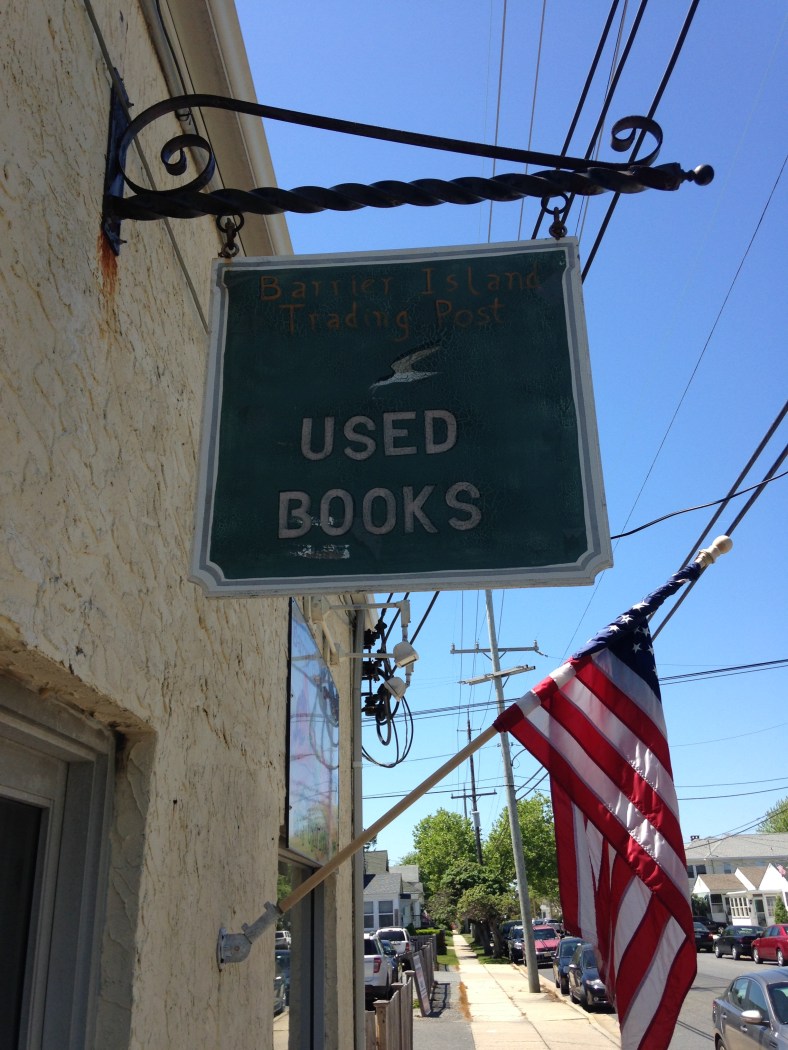 Barrier Island
Trading Post
USED
BOOKS